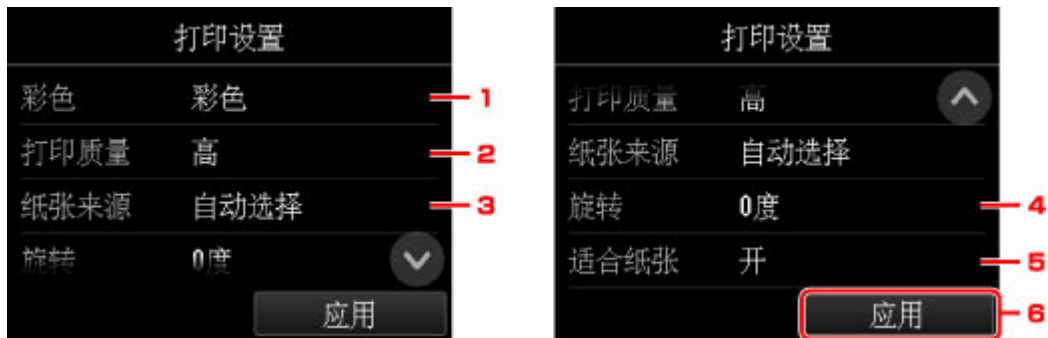 打印设置
彩色 彩色 1
打印质量 高 2
纸张来源 自动选择 3
旋转 0度
应用
打印设置
打印质量 高
纸张来源 自动选择
旋转 0度 4
适合纸张 开 5
应用 6